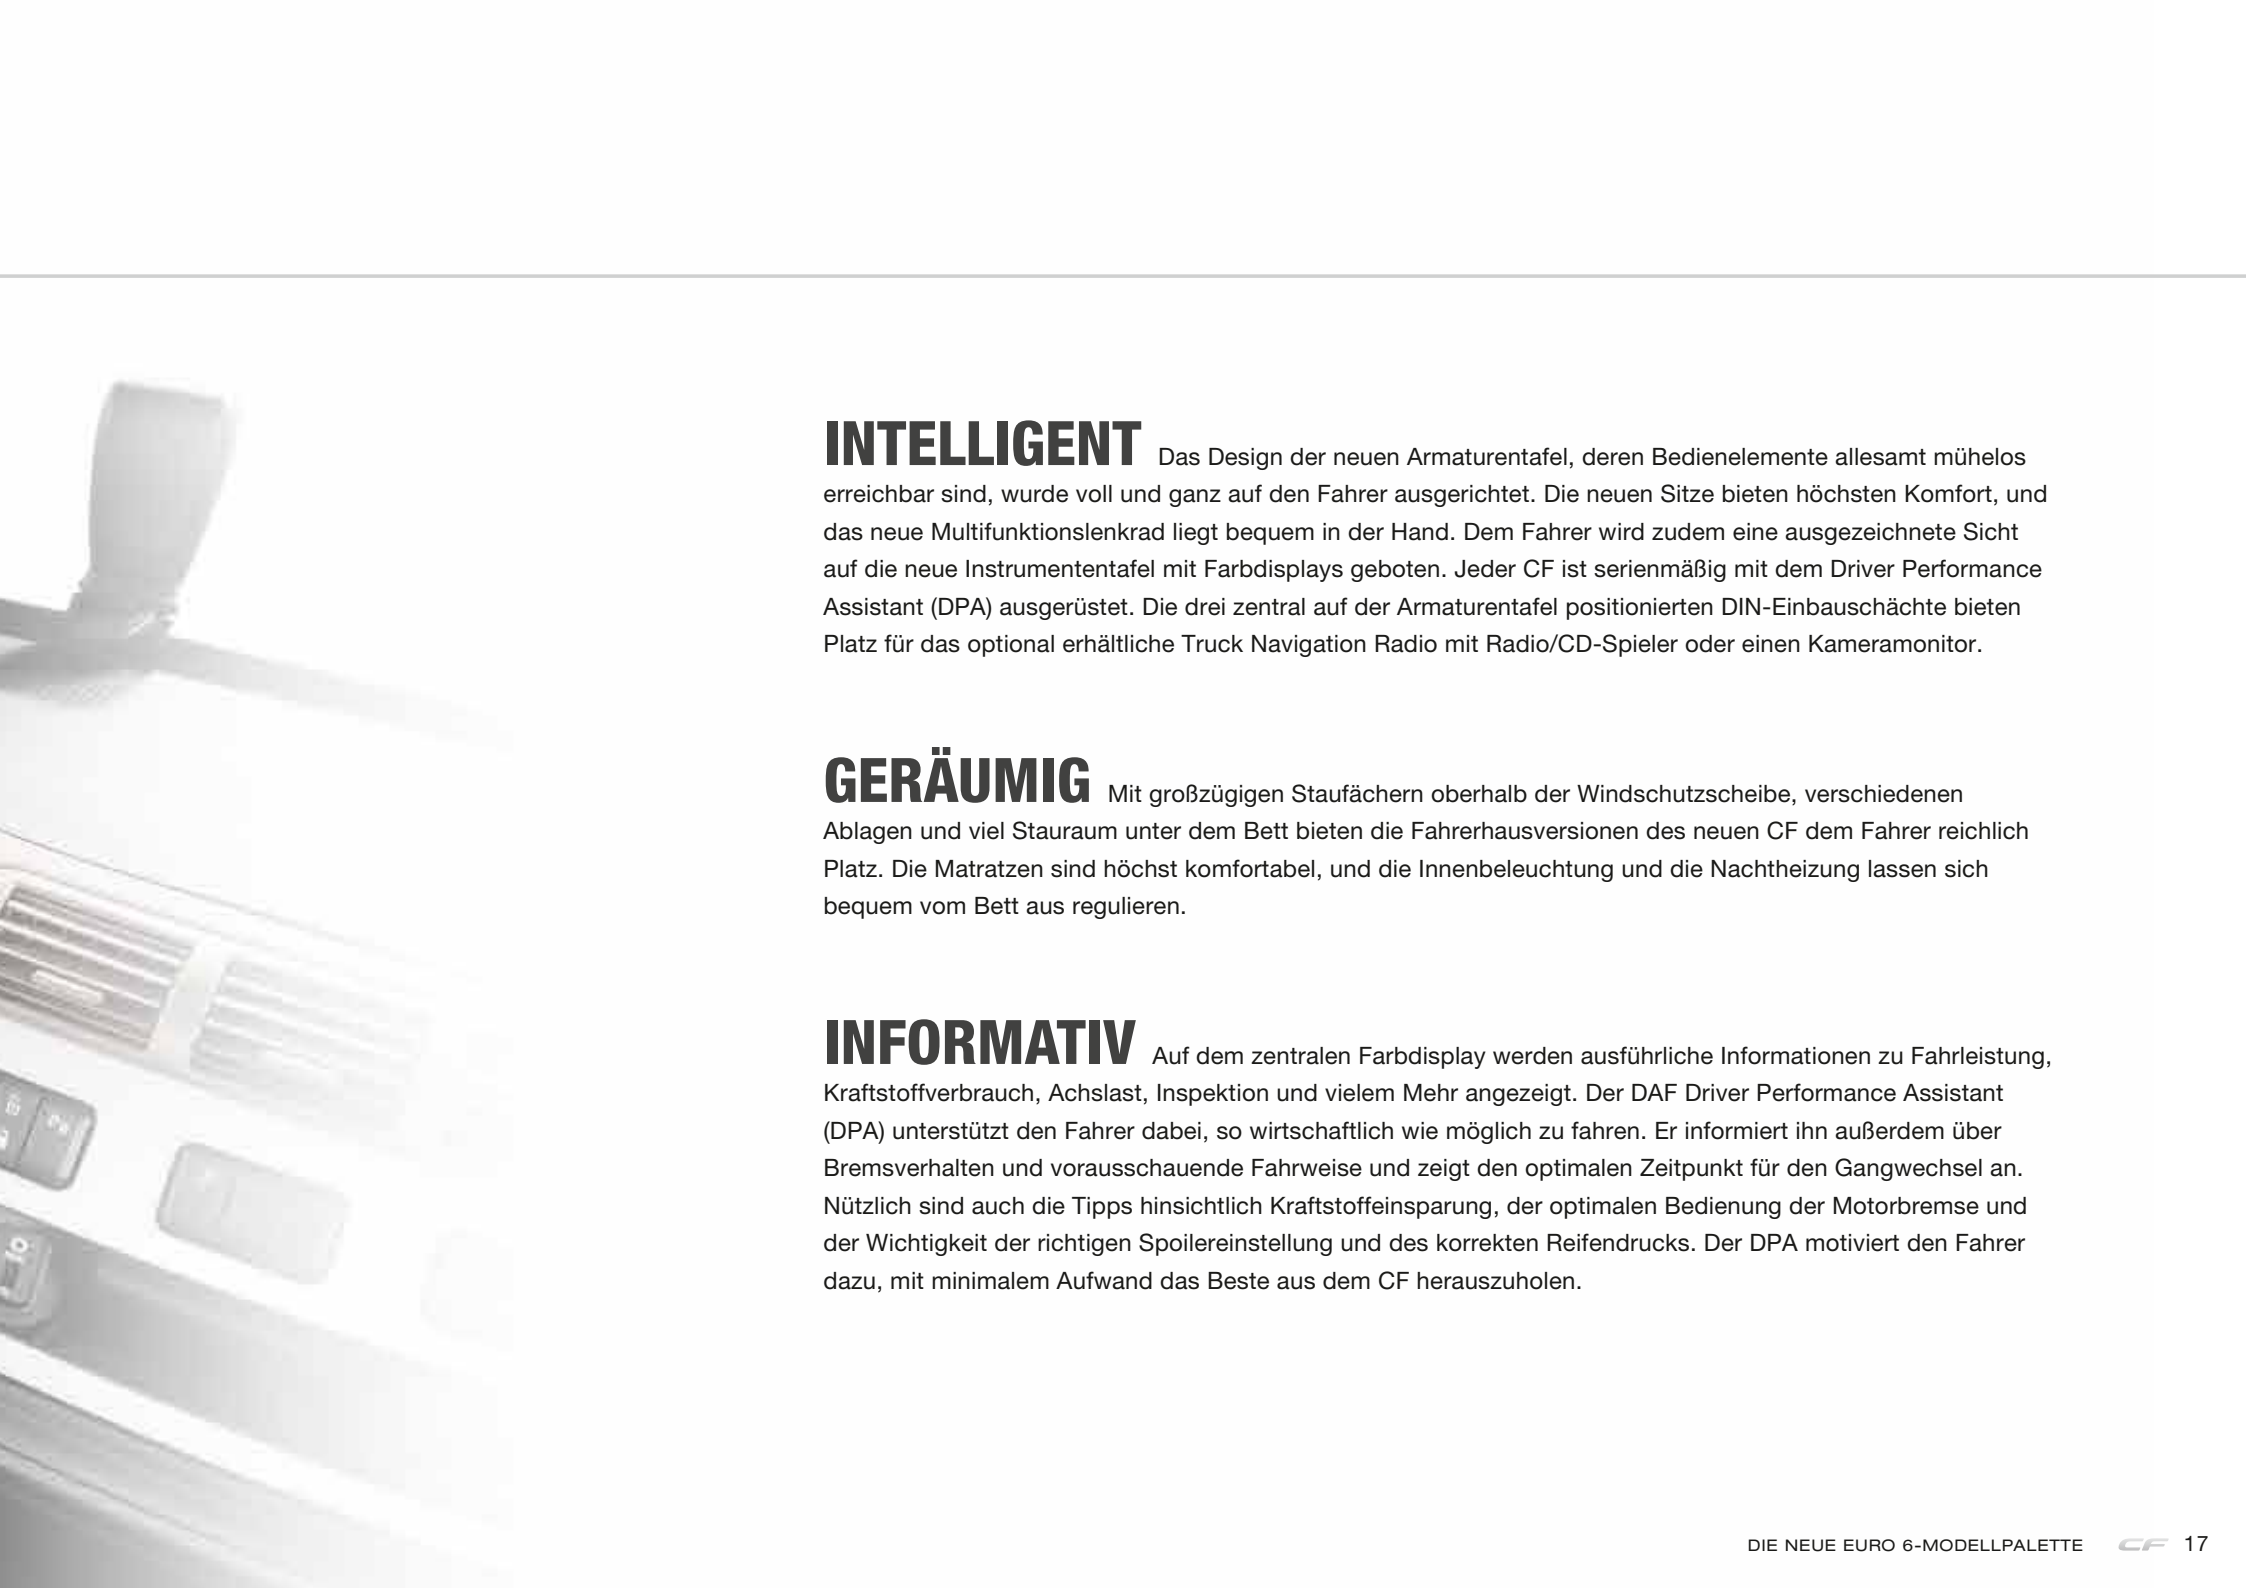 INTELLIGENT Das Design der neuen Armaturentafel, deren Bedienelemente allesamt mühelos
erreichbar sind, wurde voll und ganz auf den Fahrer ausgerichtet. Die neuen Sitze bieten höchsten Komfort, und
das neue Multifunktionslenkrad liegt bequem in der Hand. Dem Fahrer wird zudem eine ausgezeichnete Sicht
auf die neue Instrumententafel mit Farbdisplays geboten. Jeder CF ist serienmäßig mit dem Driver Performance
Assistant (DPA) ausgerüstet. Die drei zentral auf der Armaturentafel positionierten DIN-Einbauschächte bieten
Platz für das optional erhältliche Truck Navigation Radio mit Radio/CD-Spieler oder einen Kameramonitor.
GERÄUMIG Mit großzügigen Staufächern oberhalb der Windschutzscheibe, verschiedenen
Ablagen und viel Stauraum unter dem Bett bieten die Fahrerhausversionen des neuen CF dem Fahrer reichlich
Platz. Die Matratzen sind höchst komfortabel, und die Innenbeleuchtung und die Nachtheizung lassen sich
bequem vom Bett aus regulieren.
INFORMATIV Auf dem zentralen Farbdisplay werden ausführliche Informationen zu Fahrleistung,
Kraftstoffverbrauch, Achslast, Inspektion und vielem Mehr angezeigt. Der DAF Driver Performance Assistant
(DPA) unterstützt den Fahrer dabei, so wirtschaftlich wie möglich zu fahren. Er informiert ihn außerdem über
Bremsverhalten und vorausschauende Fahrweise und zeigt den optimalen Zeitpunkt für den Gangwechsel an.
Nützlich sind auch die Tipps hinsichtlich Kraftstoffeinsparung, der optimalen Bedienung der Motorbremse und
der Wichtigkeit der richtigen Spoilereinstellung und des korrekten Reifendrucks. Der DPA motiviert den Fahrer
dazu, mit minimalem Aufwand das Beste aus dem CF herauszuholen.
DIE NEUE EURO 6-MODELLPALETTE CF 17